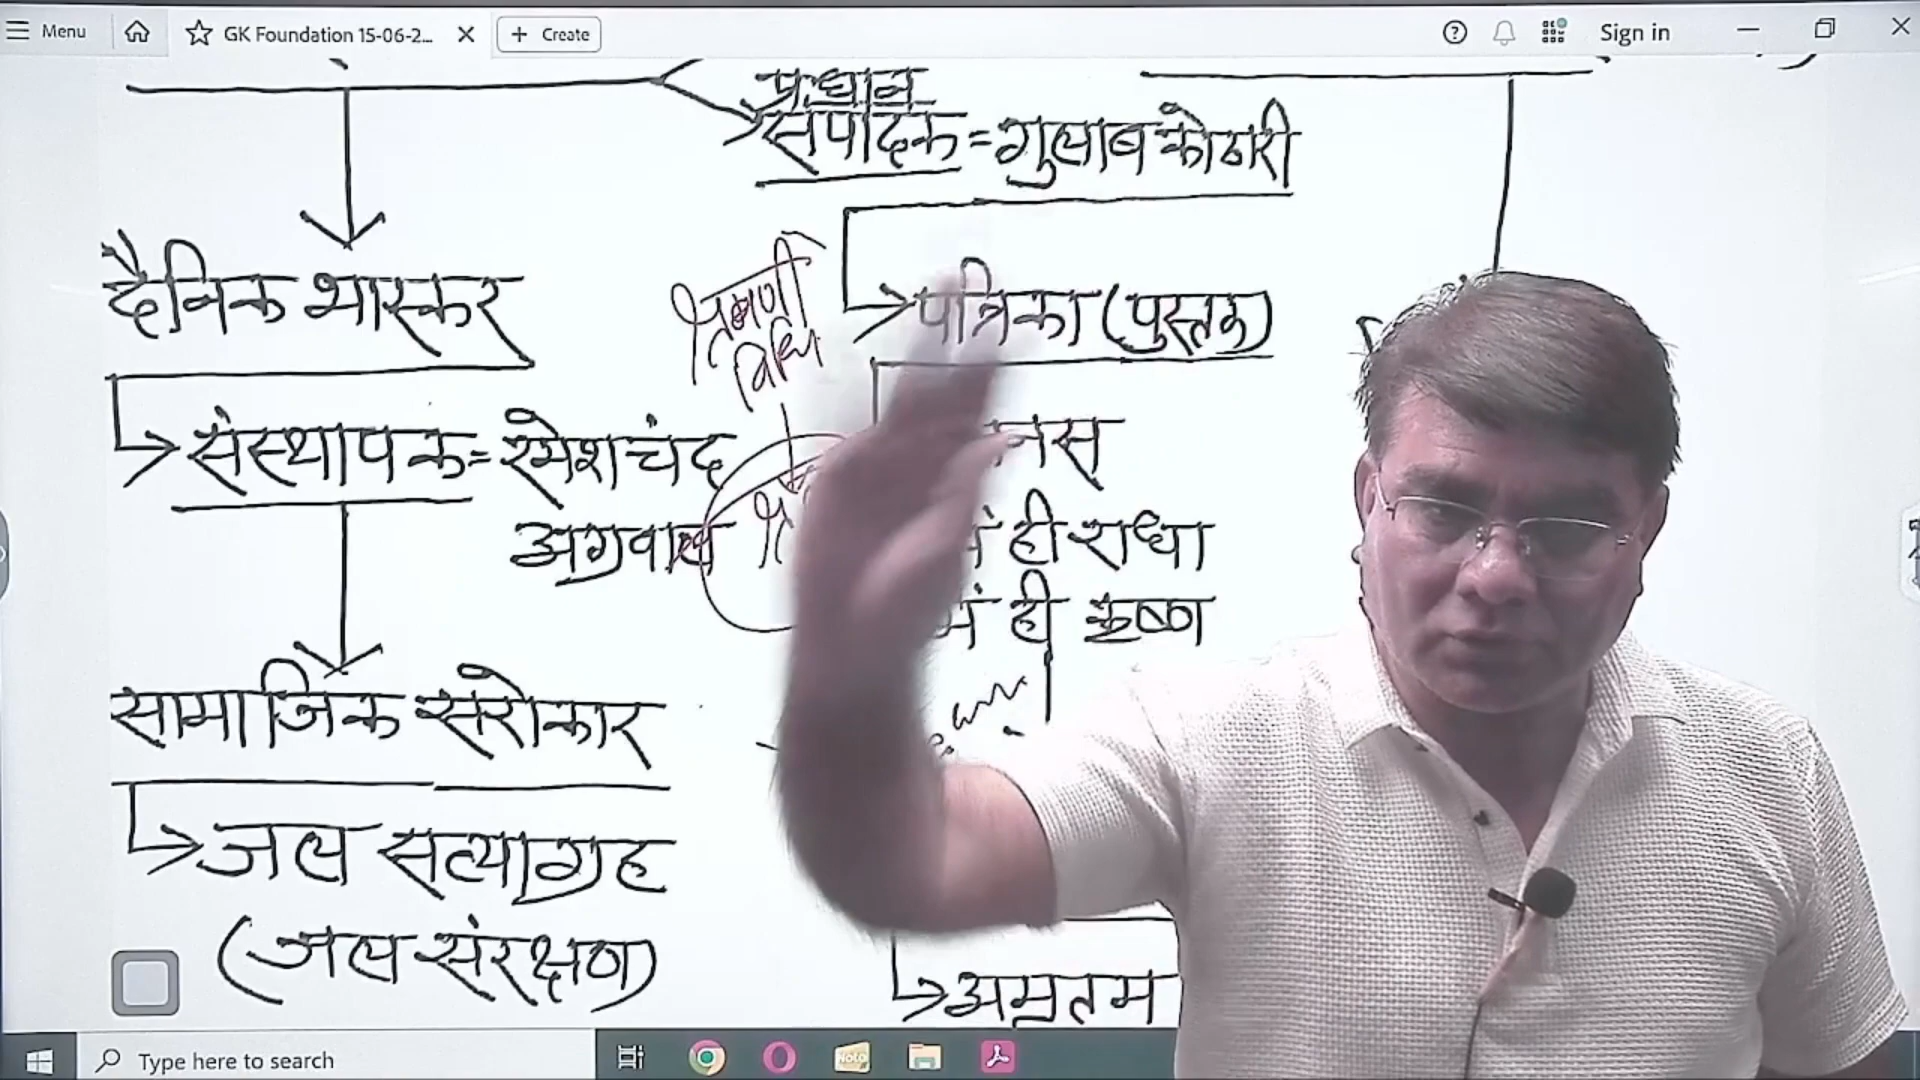 Menu
GK Foundation 15-06-2...
+ Create
Sign in
प्रधान
संपादक = गुलाब कोठारी
दैनिक भास्कर
श्रमणी
विधि
पत्रिका (पुस्तक)
संस्थापक = रमेशचंद
अग्रवाल
ही राधा
ही कृष्ण
सामाजिक सरोकार
जल सत्याग्रह
(जल संरक्षण)
अमृतम
Type here to search